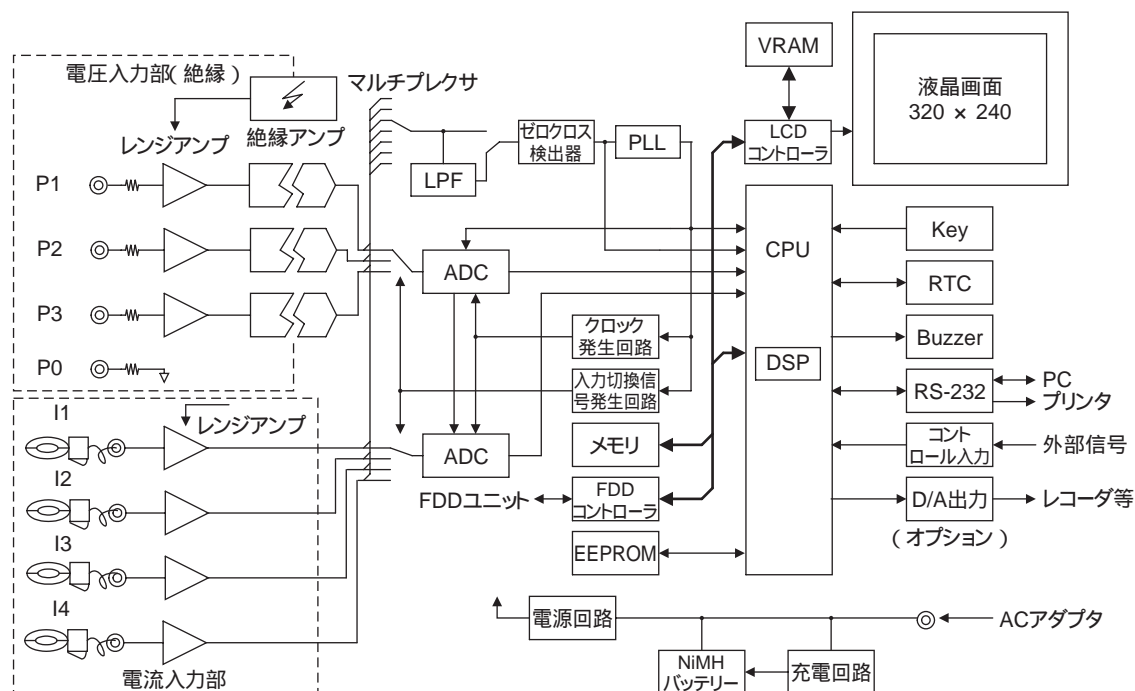 電圧入力部(絶縁)
レンジアンプ
絶縁アンプ
P1
P2
P3
P0
マルチプレクサ
LPF
ゼロクロス
検出器
PLL
VRAM
LCD
コントローラ
液晶画面
320 × 240
ADC
CPU
DSP
クロック
発生回路
入力切換信
号発生回路
メモリ
FDDユニット
FDD
コントローラ
EEPROM
Key
RTC
Buzzer
RS-232
PC
プリンタ
コント
ロール入力
外部信号
D/A出力
レコーダ等
(オプション)
I1
レンジアンプ
I2
I3
I4
電流入力部
ADC
電源回路
ACアダプタ
NiMH
バッテリー
充電回路